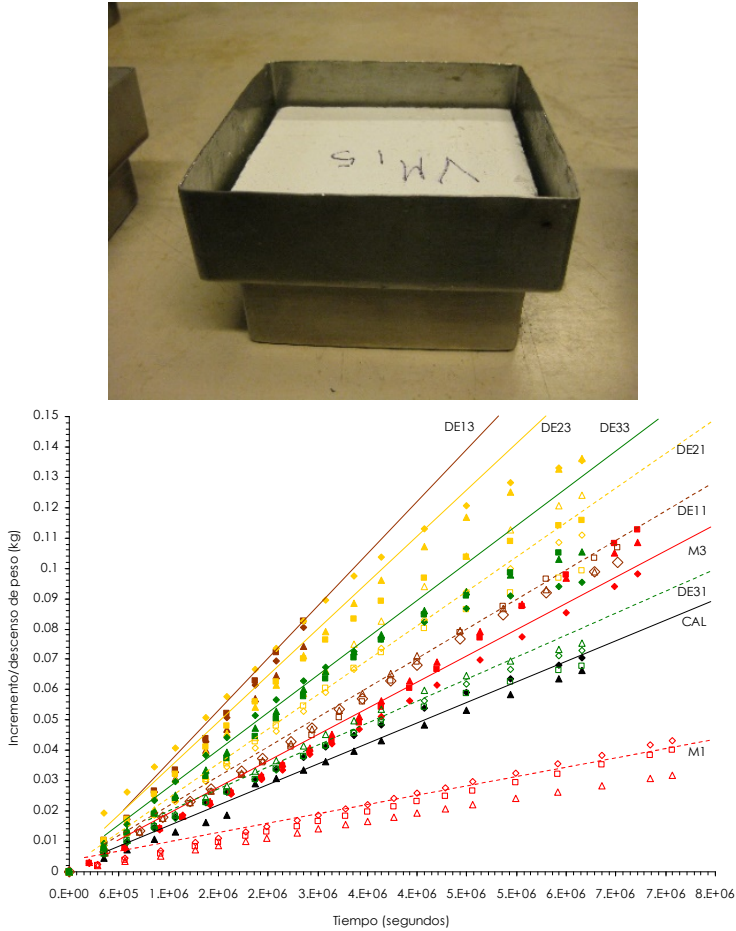 VM15
0.15
0.14
0.13
0.12
0.11
0.1
0.09
0.08
0.07
0.06
0.05
0.04
0.03
0.02
0.01
0
Incremento/descenso de peso (kg)
DE13
DE23
DE33
DE21
DE11
M3
DE31
CAL
M1
0.E+00 6.E+05 1.E+06 2.E+06 2.E+06 3.E+06 4.E+06 4.E+06 5.E+06 5.E+06 6.E+06 7.E+06 7.E+06 8.E+06
Tiempo (segundos)